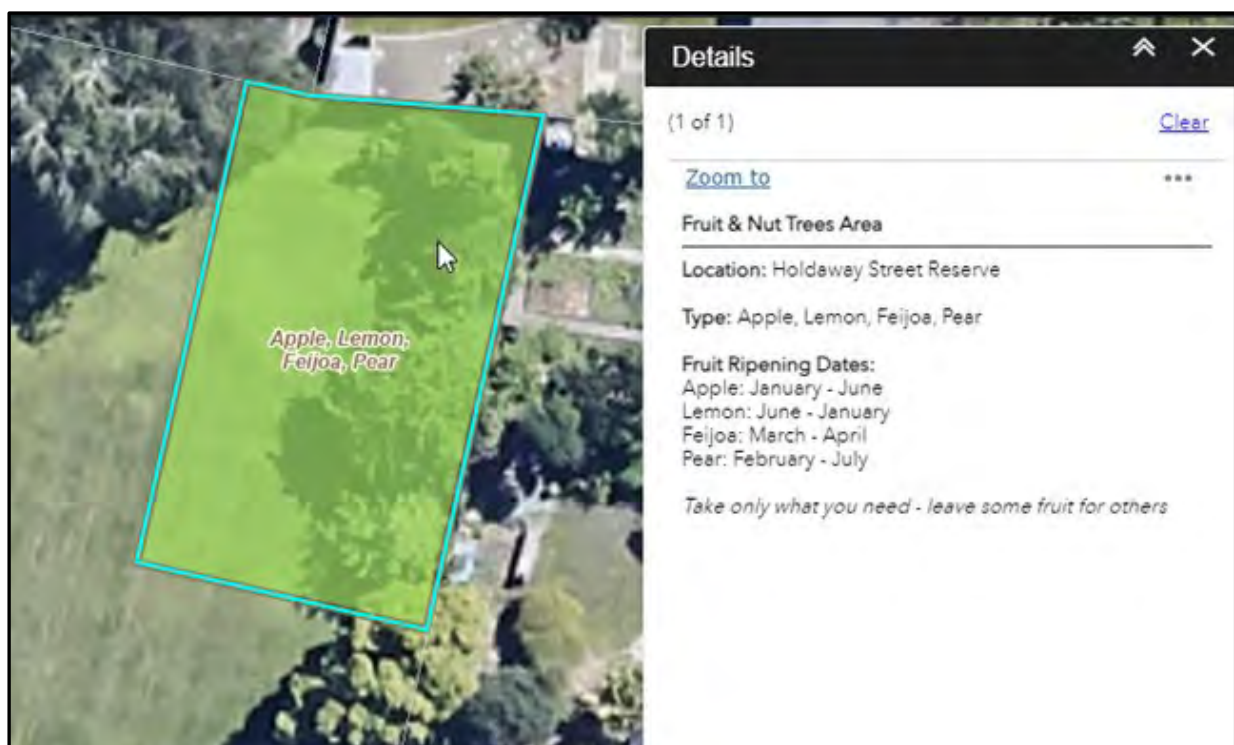 Details
(1 of 1)
Clear
Zoom to
Fruit & Nut Trees Area
Location: Holdaway Street Reserve
Type: Apple, Lemon, Feijoa, Pear
Fruit Ripening Dates:
Apple: January - June
Lemon: June - January
Feijoa: March - April
Pear: February - July
Take only what you need - leave some fruit for others
Apple, Lemon,
Feijoa, Pear